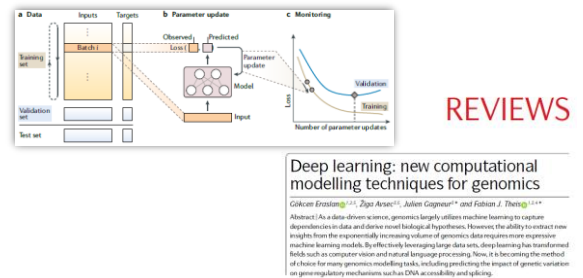 a Data
b Parameter update
c Monitoring
Inputs
Targets
Observed
Predicted
Batch i
Loss (
Training
set
Parameter
update
Model
Validation
Training
Loss
Validation
set
Input
Test set
Number of parameter updates
REVIEWS
Deep learning: new computational
modelling techniques for genomics
Gökcen Eraslan, Žiga Avsec, Julien Gagneur and Fabian J. Theis
Abstract | As a data-driven science, genomics largely utilizes machine learning to capture
dependencies in data and derive novel biological hypotheses. However, the ability to extract new
insights from the exponentially increasing volume of genomics data requires more expressive
machine learning models. By effectively leveraging large data sets, deep learning has transformed
fields such as computer vision and natural language processing. Now, it is becoming the method
of choice for many genomics modelling tasks, including predicting the impact of genetic variation
on gene regulatory mechanisms such as DNA accessibility and splicing.